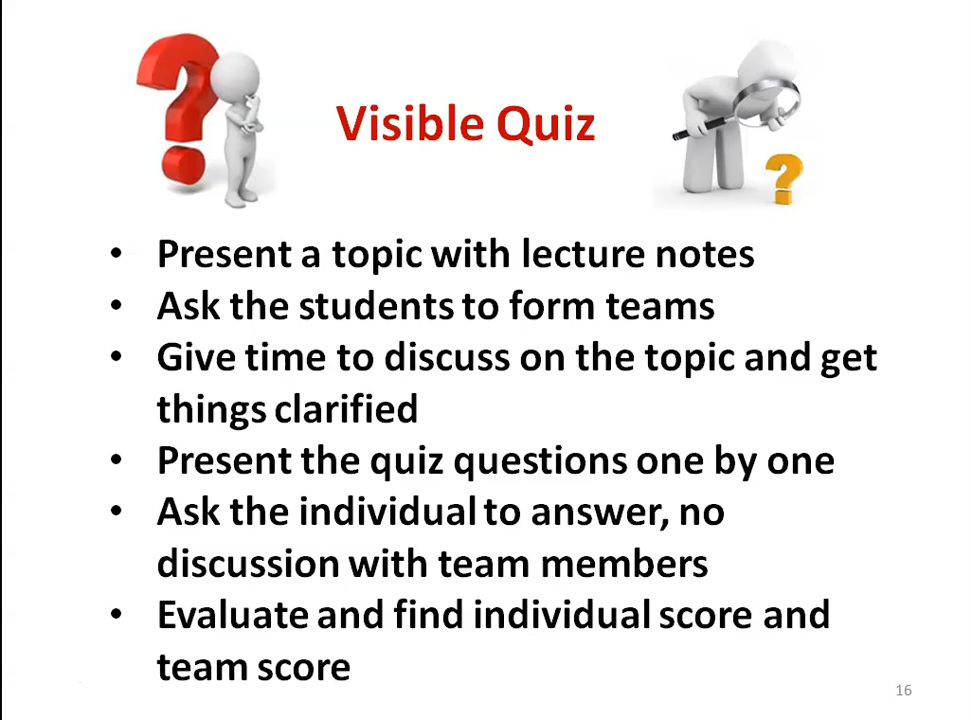 Visible Quiz
• Present a topic with lecture notes
• Ask the students to form teams
• Give time to discuss on the topic and get
things clarified
• Present the quiz questions one by one
• Ask the individual to answer, no
discussion with team members
• Evaluate and find individual score and
team score
16